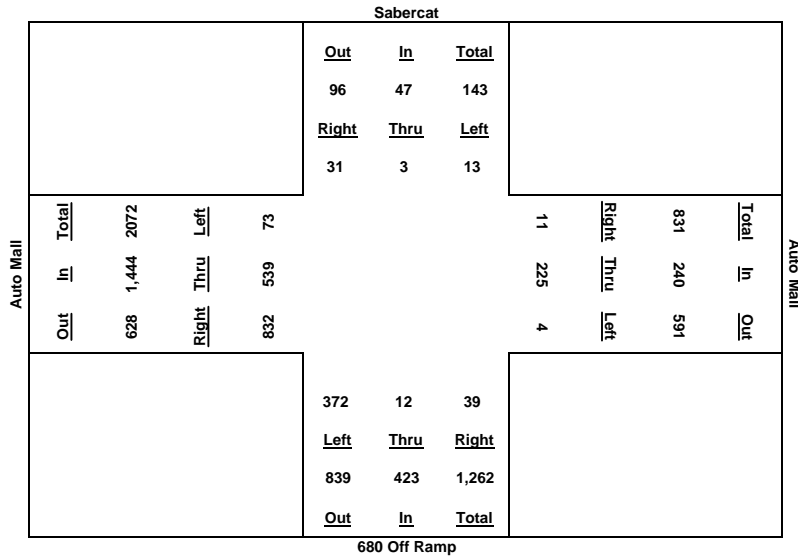 Sabercat
Out In Total
96 47 143
Right Thru Left
31 3 13
Auto Mall
Total In Out
2072 1,444 628
Left Thru Right
73 539 832
11 225 4
Right Thru Left
831 240 591
Total In Out
Auto Mall
372 12 39
Left Thru Right
839 423 1,262
Out In Total
680 Off Ramp